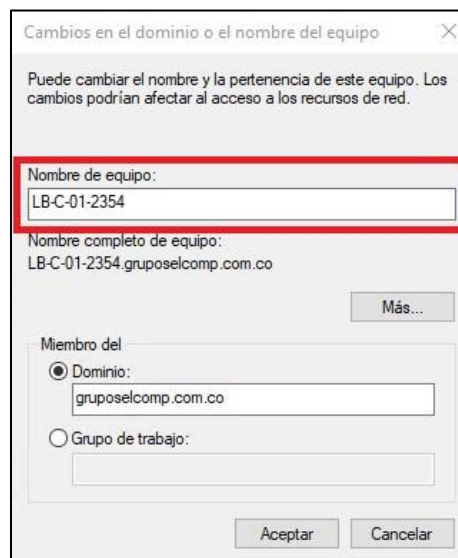 Cambios en el dominio o el nombre del equipo
Puede cambiar el nombre y la pertenencia de este equipo. Los
cambios podrían afectar al acceso a los recursos de red.
Nombre de equipo:
LB-C-01-2354
Nombre completo de equipo:
LB-C-01-2354.gruposelcomp.com.co
Más...
Miembro del
Dominio:
gruposelcomp.com.co
Grupo de trabajo:
Aceptar Cancelar